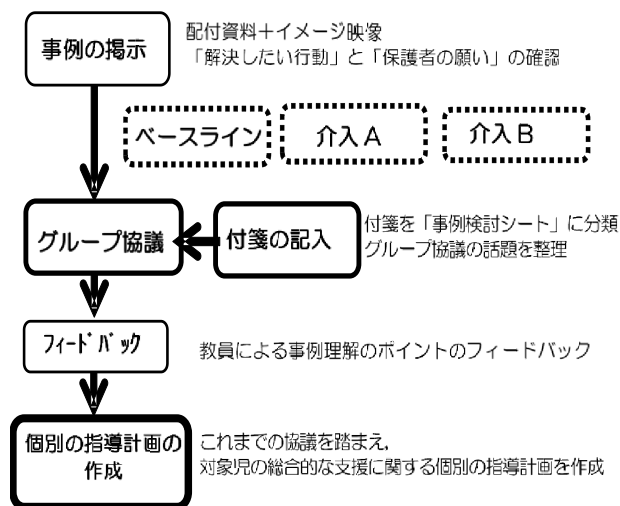 事例の掲示
配付資料＋イメージ映像
「解決したい行動」と「保護者の願い」の確認
ベースライン
介入A
介入B
グループ協議
付箋の記入
付箋を「事例検討シート」に分類
グループ協議の話題を整理
ﾌｨｰﾄﾞﾊﾞｯｸ
教員による事例理解のポイントのフィードバック
個別の指導計画の
作成
これまでの協議を踏まえ,
対象児の総合的な支援に関する個別の指導計画を作成